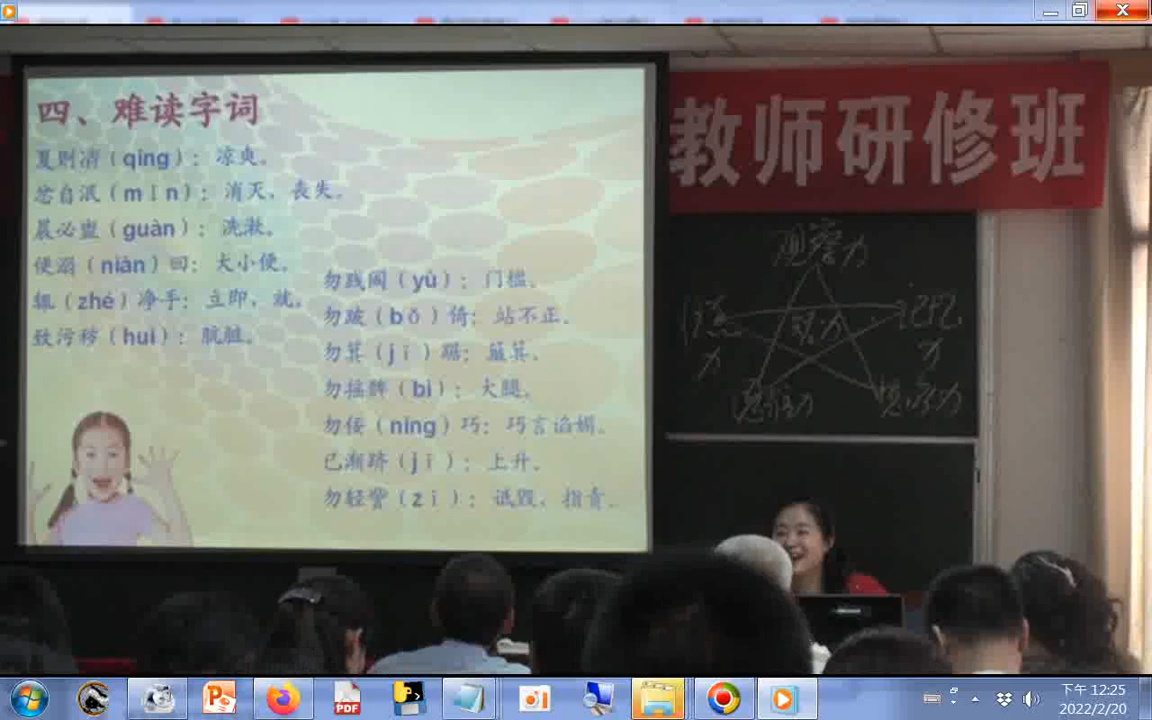 四、难读字词
夏则凊（qìng）：凉爽。
忿自泯（mǐn）：消灭，丧失。
晨必盥（guàn）：洗漱。
便溺（niàn）回：大小便。
辄（zhé）净手：立即，就。
致污秽（huì）：肮脏。
勿践阈（yù）：门槛。
勿跛（bǒ）倚：站不正。
勿箕（jī）踞：簸箕。
勿摇髀（bì）：大腿。
勿佞（nìng）巧：巧言谄媚。
已渐跻（jī）：上升。
勿轻訾（zǐ）：诋毁，指责。
教师研修班
观察力
记忆
力
力
下午 12:25
2022/2/20